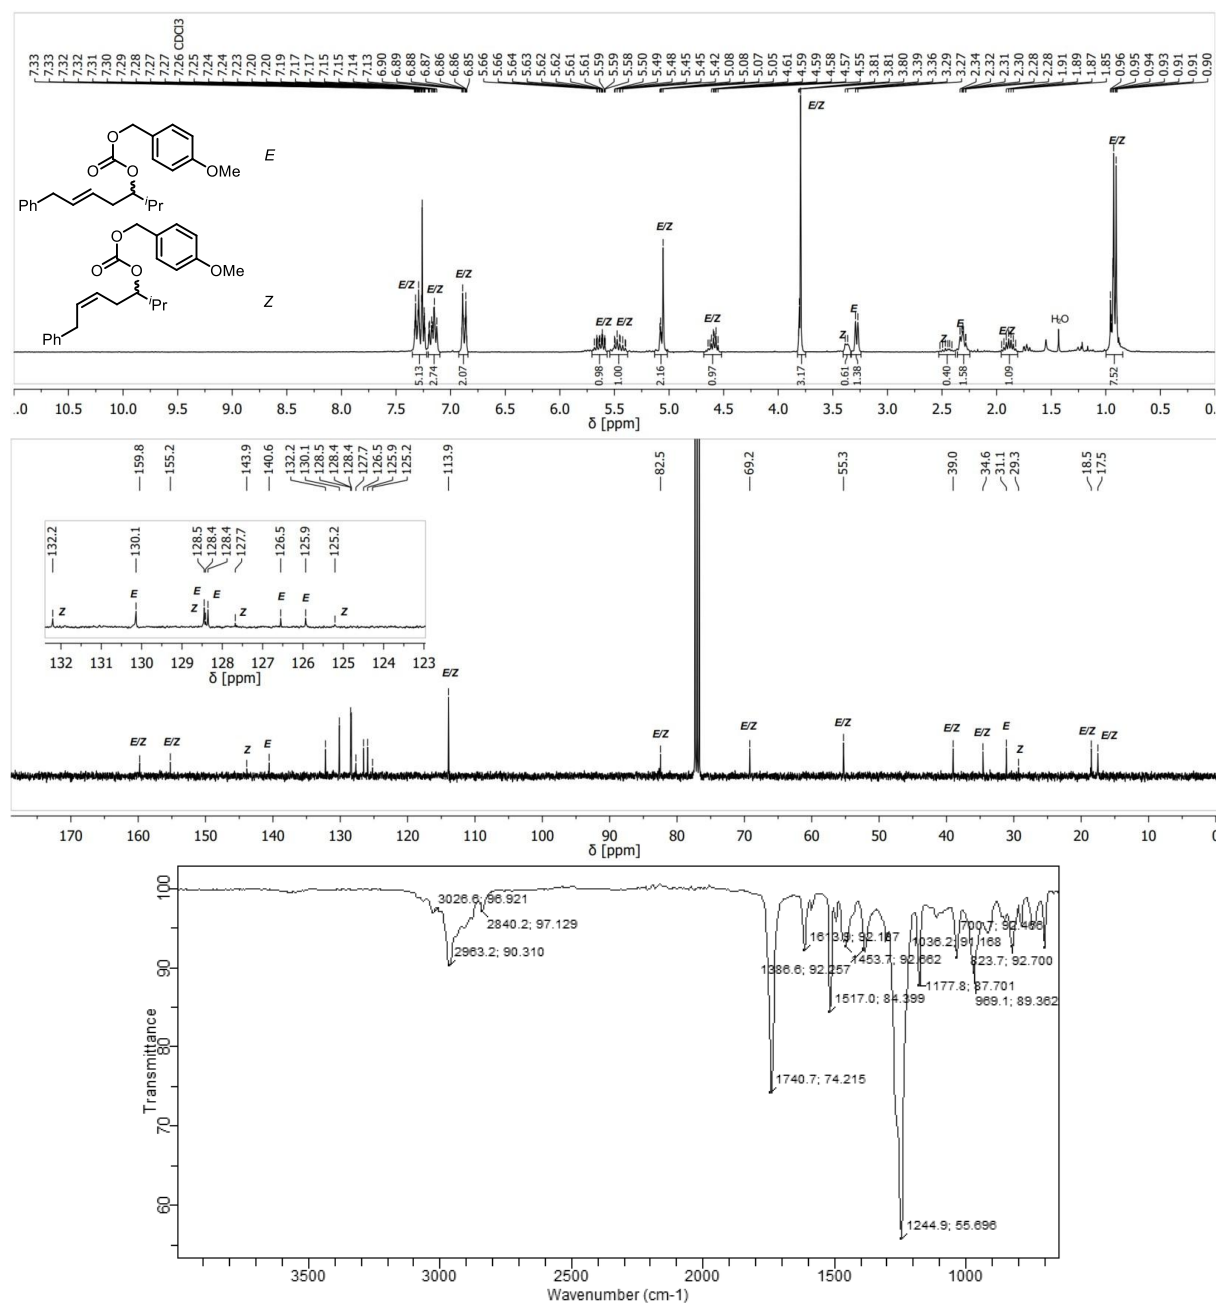 7.33 7.33 7.32 7.32 7.31 7.30 7.29 7.28 7.27 7.27 7.26 CDCl3 7.25 7.24 7.24 7.23 7.20 7.20 7.19 7.17 7.17 7.15 7.15 7.14 7.13 6.90 6.89 6.88 6.87 6.86 6.86 6.85 5.66 5.66 5.64 5.63 5.62 5.62 5.61 5.61 5.59 5.59 5.58 5.50 5.49 5.48 5.45 5.45 5.42 5.08 5.08 5.07 5.05 4.61 4.59 4.59 4.58 4.57 4.55 3.81 3.81 3.80 3.39 3.36 3.29 3.27 2.34 2.32 2.31 2.30 2.28 2.28 1.91 1.89 1.87 1.85 0.96 0.95 0.94 0.93 0.91 0.91 0.90
O O O O OMe Ph iPr E
O O O O OMe Ph iPr Z
E/Z E/Z E/Z E/Z E/Z E/Z E/Z E/Z Z E Z E E/Z H2O E/Z
5.13 2.74 2.07 0.98 1.00 2.16 0.97 3.17 0.61 1.38 0.40 1.58 1.09 7.52
.0 10.5 10.0 9.5 9.0 8.5 8.0 7.5 7.0 6.5 6.0 5.5 5.0 4.5 4.0 3.5 3.0 2.5 2.0 1.5 1.0 0.5 0.
δ [ppm]
159.8 155.2 143.9 140.6 132.2 130.1 128.5 128.4 128.4 127.7 126.5 125.9 125.2 113.9 82.5 69.2 55.3 39.0 34.6 31.1 29.3 18.5 17.5
132.2 130.1 128.5 128.4 128.4 127.7 126.5 125.9 125.2
Z E E Z E Z E E Z
132 131 130 129 128 127 126 125 124 123
δ [ppm]
E/Z E/Z Z E E/Z E/Z E/Z E/Z E/Z E/Z E Z E/Z E/Z
170 160 150 140 130 120 110 100 90 80 70 60 50 40 30 20 10 0
δ [ppm]
Transmittance
100 90 80 70 60
3026.6; 96.921
2840.2; 97.129
2963.2; 90.310
1740.7; 74.215
1386.6; 92.257
1517.0; 84.399
1453.7; 92.662
1244.9; 55.696
1177.8; 87.701
1036.2; 91.168
969.1; 89.362
823.7; 92.700
3500 3000 2500 2000 1500 1000
Wavenumber (cm-1)